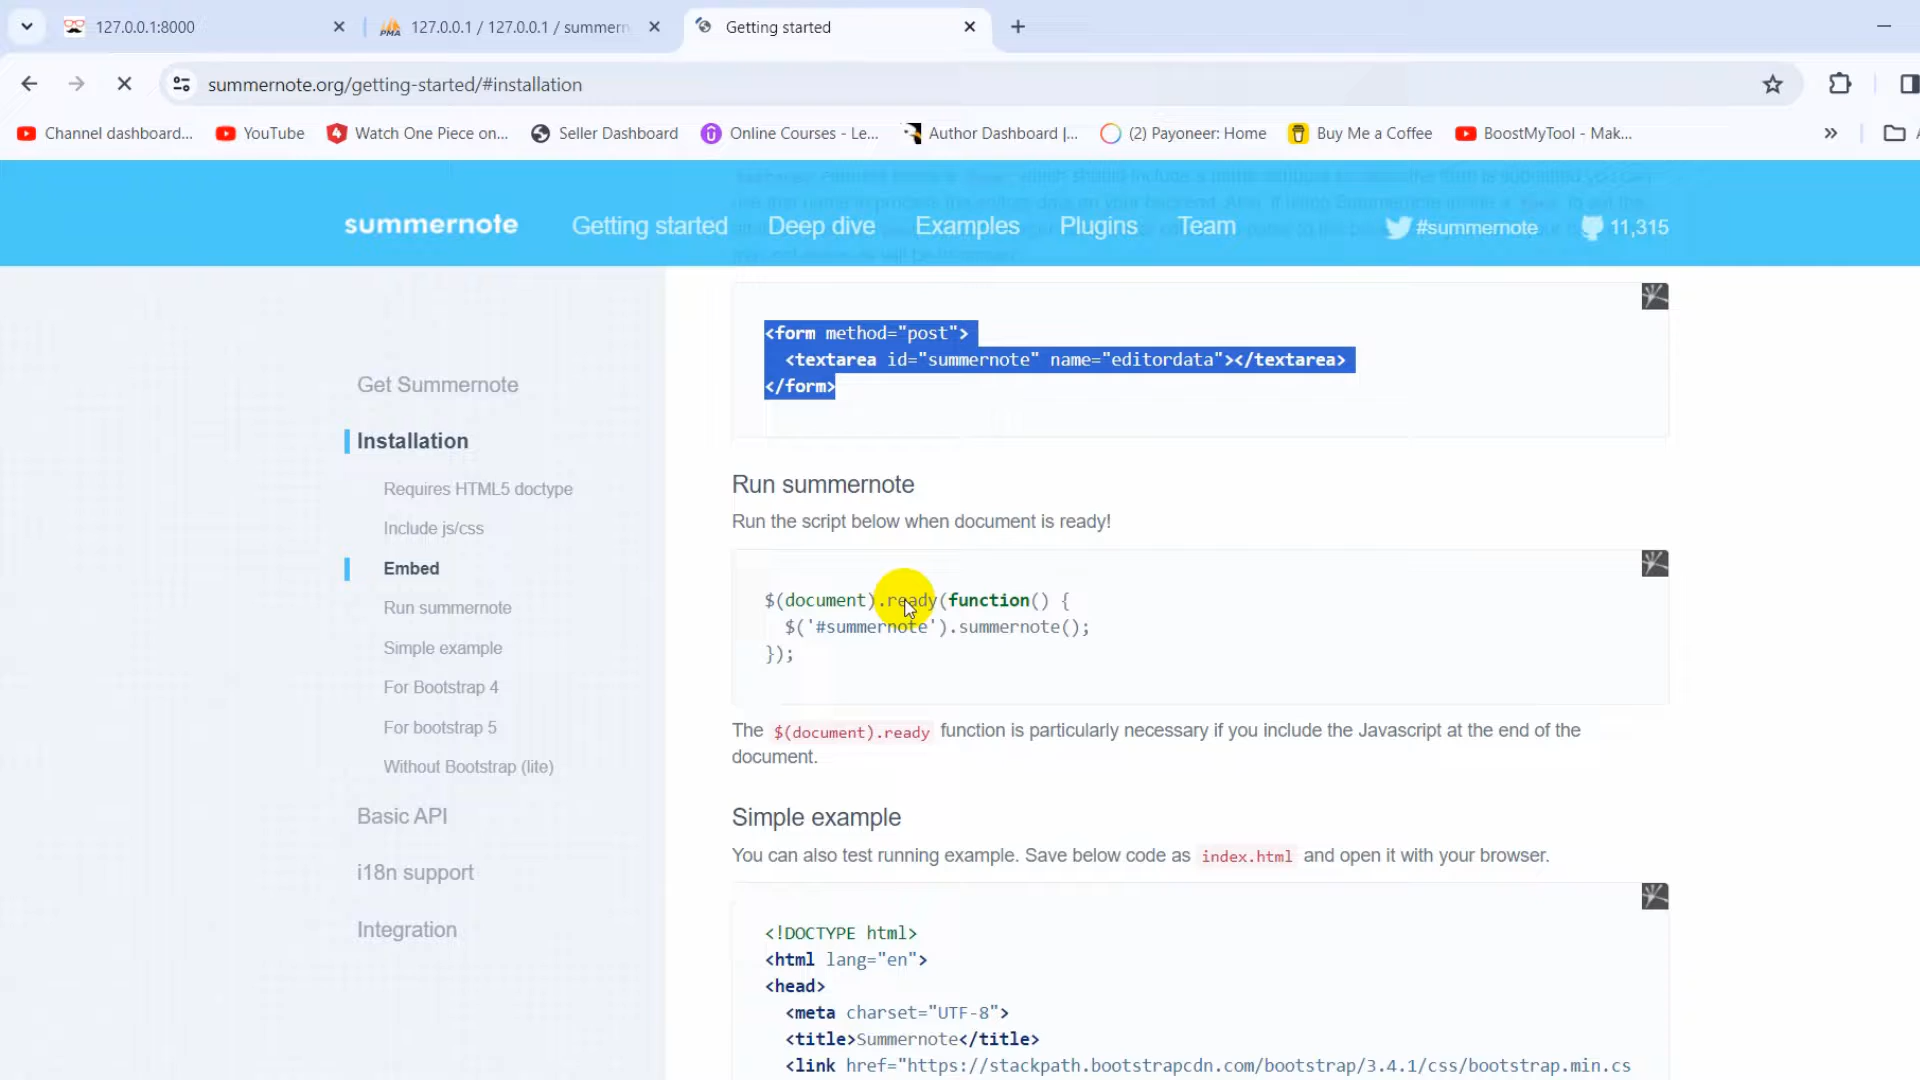 127.0.0.1:8000
127.0.0.1 / 127.0.0.1 / summern
Getting started
summernote.org/getting-started/#installation
Channel dashboard...
YouTube
Watch One Piece on...
Seller Dashboard
Online Courses - Le...
Author Dashboard |...
(2) Payoneer: Home
Buy Me a Coffee
BoostMyTool - Mak...
»
summernote
Getting started
Deep dive
Examples
Plugins
Team
#summernote
11,315
Get Summernote
Installation
Requires HTML5 doctype
Include js/css
Embed
Run summernote
Simple example
For Bootstrap 4
For bootstrap 5
Without Bootstrap (lite)
Basic API
i18n support
Integration
<form method="post">
<textarea id="summernote" name="editordata"></textarea>
</form>
Run summernote
Run the script below when document is ready!
$(document).ready(function() {
$('#summernote').summernote();
});
The $(document).ready function is particularly necessary if you include the Javascript at the end of the
document.
Simple example
You can also test running example. Save below code as index.html and open it with your browser.
<!DOCTYPE html>
<html lang="en">
<head>
<meta charset="UTF-8">
<title>Summernote</title>
<link href="https://stackpath.bootstrapcdn.com/bootstrap/3.4.1/css/bootstrap.min.cs